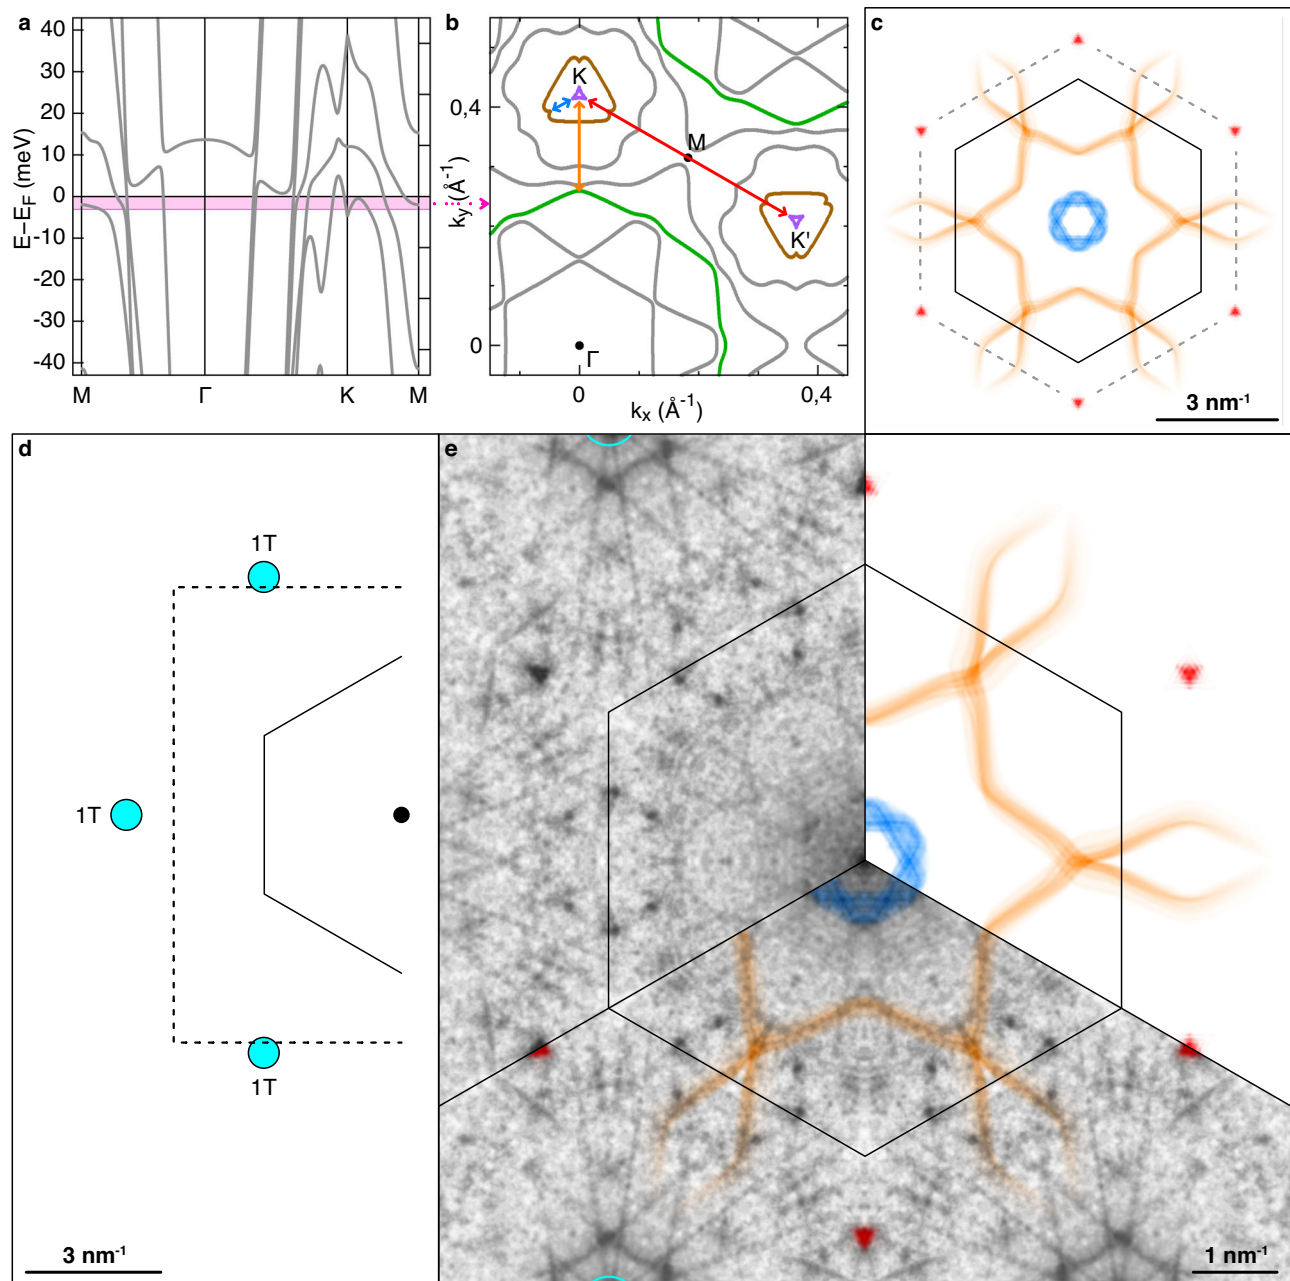 a
40
30
20
10
0
-10
-20
-30
-40
E–E_F (meV)
M
Γ
K
M
b
0,4
0
k_y (Å⁻¹)
K
M
K'
Γ
0
0,4
k_x (Å⁻¹)
c
3 nm⁻¹
d
1T
1T
1T
3 nm⁻¹
e
1 nm⁻¹